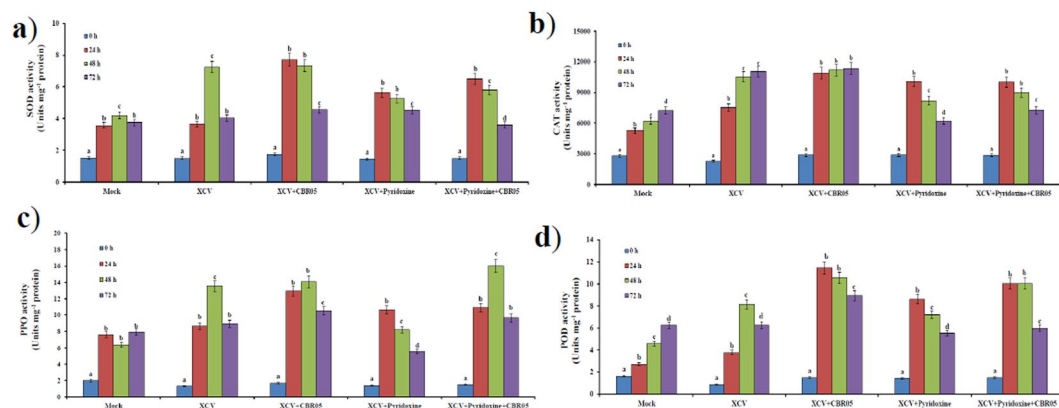 a)
SOD activity
(Units mg⁻¹ protein)
10
8
6
4
2
0
0 h
24 h
48 h
72 h
a b c b
a b c b
a b b c
a b b c
a b c d
Mock XCV XCV+CBR05 XCV+Pyridoxine XCV+Pyridoxine+CBR05
b)
CAT activity
(Units mg⁻¹ protein)
15000
12000
9000
6000
3000
0
0 h
24 h
48 h
72 h
a b c d
a b c c
a b b b
a b c d
a b c
Mock XCV XCV+CBR05 XCV+Pyridoxine XCV+Pyridoxine+CBR05
c)
PPO activity
(Units mg⁻¹ protein)
20
18
16
14
12
10
8
6
4
2
0
0 h
24 h
48 h
72 h
a b c b
a b c b
a b b c
a b c d
a b c b
Mock XCV XCV+CBR05 XCV+Pyridoxine XCV+Pyridoxine+CBR05
d)
POD activity
(Units mg⁻¹ protein)
14
12
10
8
6
4
2
0
0 h
24 h
48 h
72 h
a b c d
a b c d
a b b c
a b c d
a b b c
Mock XCV XCV+CBR05 XCV+Pyridoxine XCV+Pyridoxine+CBR05